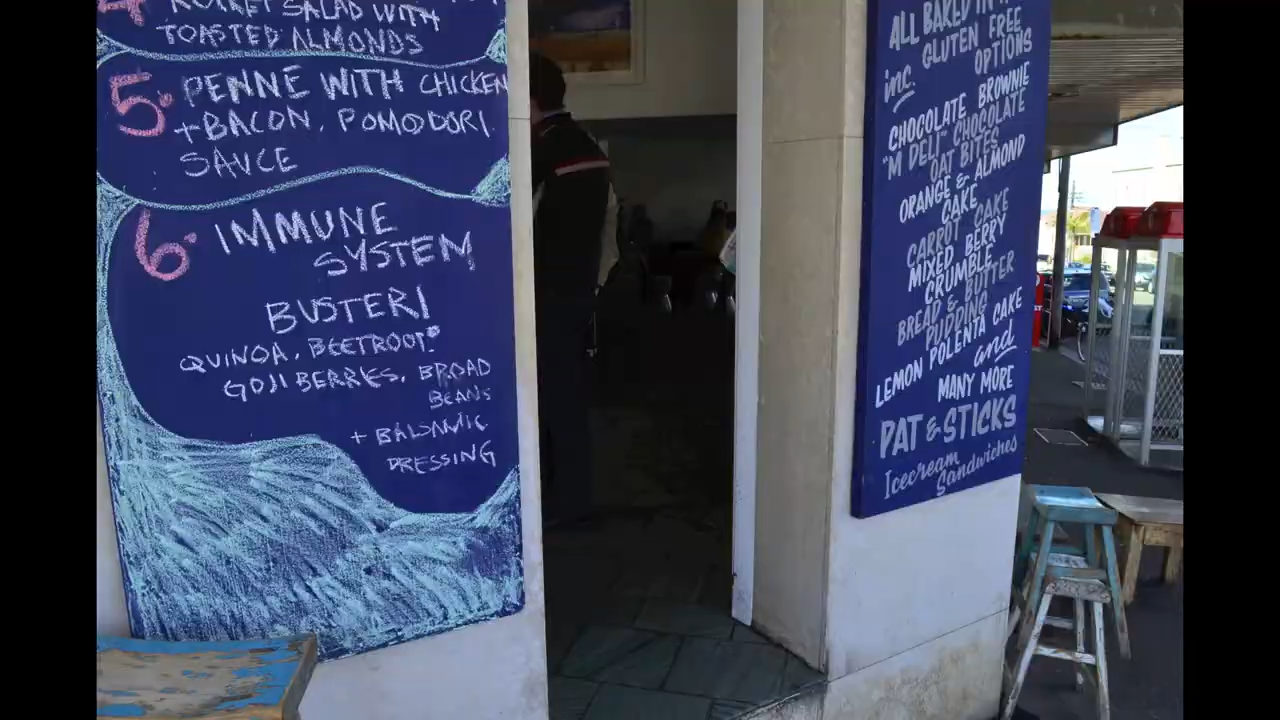 4
ROCKET SALAD WITH
TOASTED ALMONDS
5. PENNE WITH CHICKEN
+ BACON. POMODORI
SAUCE
6. IMMUNE
SYSTEM
BUSTER!
QUINOA, BEETROOT,
GOJI BERRIES, BROAD
BEANS
+ BALSAMIC
DRESSING
ALL BAKED IN
inc GLUTEN FREE
OPTIONS
CHOCOLATE BROWNIE
"M DELI" CHOCOLATE
OAT BITES
ORANGE & ALMOND
CAKE
CARROT CAKE
MIXED BERRY
CRUMBLE
BREAD & BUTTER
PUDDING
LEMON POLENTA CAKE
and
MANY MORE
PAT & STICKS
Icecream
Sandwiches